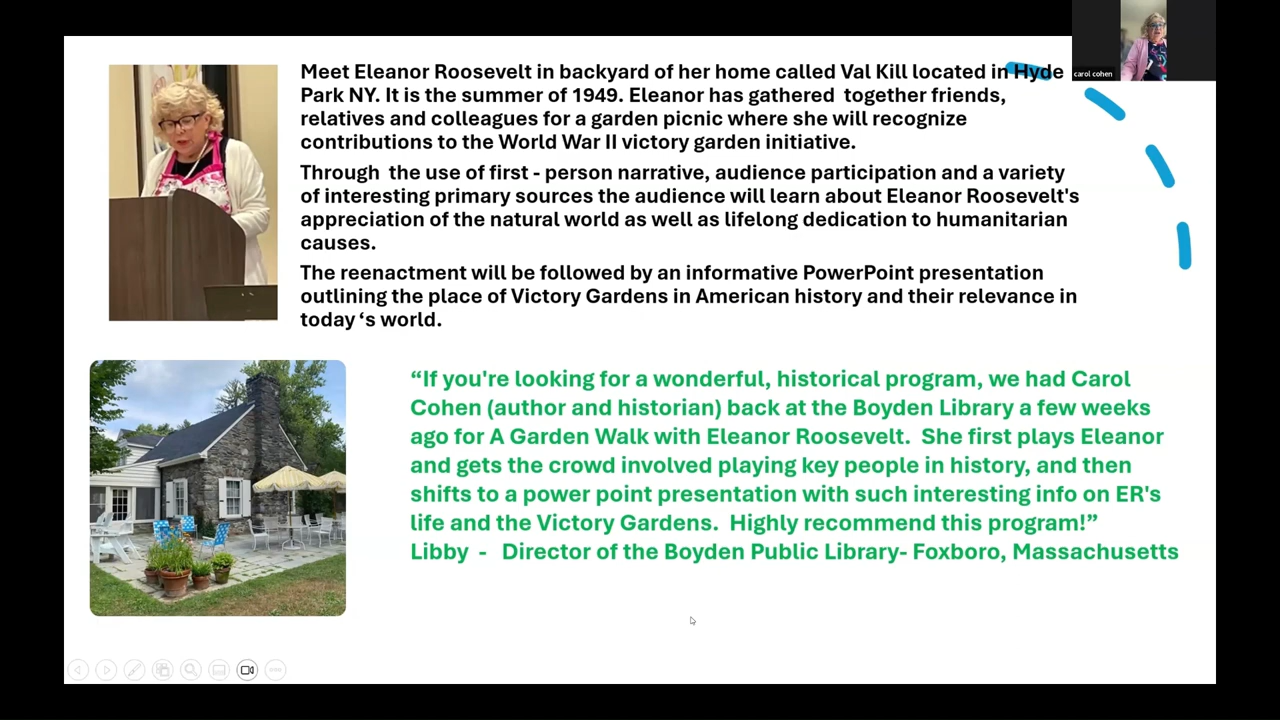 carol cohen
Meet Eleanor Roosevelt in backyard of her home called Val Kill located in Hyde
Park NY. It is the summer of 1949. Eleanor has gathered together friends,
relatives and colleagues for a garden picnic where she will recognize
contributions to the World War II victory garden initiative.
Through the use of first - person narrative, audience participation and a variety
of interesting primary sources the audience will learn about Eleanor Roosevelt's
appreciation of the natural world as well as lifelong dedication to humanitarian
causes.
The reenactment will be followed by an informative PowerPoint presentation
outlining the place of Victory Gardens in American history and their relevance in
today ‘s world.
“If you're looking for a wonderful, historical program, we had Carol
Cohen (author and historian) back at the Boyden Library a few weeks
ago for A Garden Walk with Eleanor Roosevelt. She first plays Eleanor
and gets the crowd involved playing key people in history, and then
shifts to a power point presentation with such interesting info on ER's
life and the Victory Gardens. Highly recommend this program!”
Libby - Director of the Boyden Public Library- Foxboro, Massachusetts